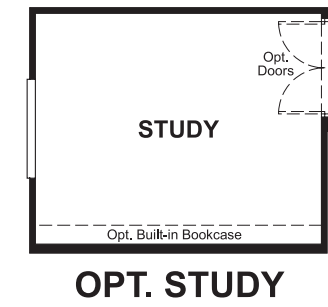 Opt.
Doors
STUDY
Opt. Built-in Bookcase
OPT. STUDY